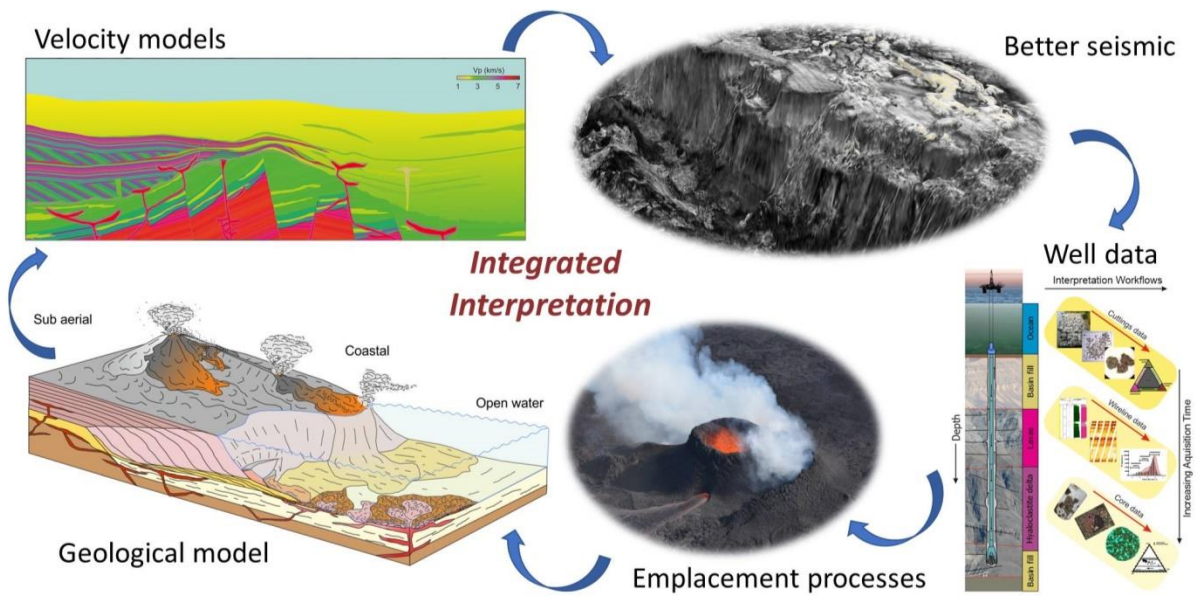 Velocity models
Vp (km/s)
1 3 5 7
Better seismic
Well data
Interpretation Workflows
Integrated
Interpretation
Sub aerial
Coastal
Open water
Geological model
Emplacement processes
Depth
Ocean
Basin fill
Lavas
Hyaloclastite delta
Basin fill
Cuttings data
Wireline data
Core data
Increasing Aquisition Time